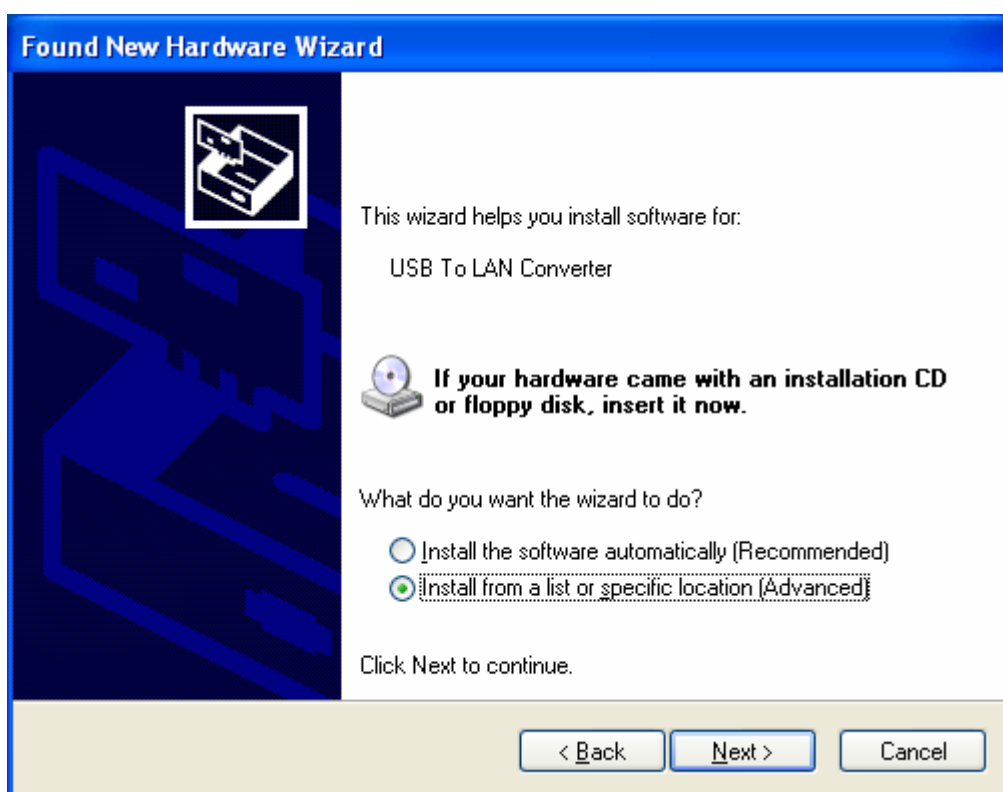 Found New Hardware Wizard
This wizard helps you install software for:
USB To LAN Converter
If your hardware came with an installation CD
or floppy disk, insert it now.
What do you want the wizard to do?
Install the software automatically (Recommended)
Install from a list or specific location (Advanced)
Click Next to continue.
< Back
Next >
Cancel